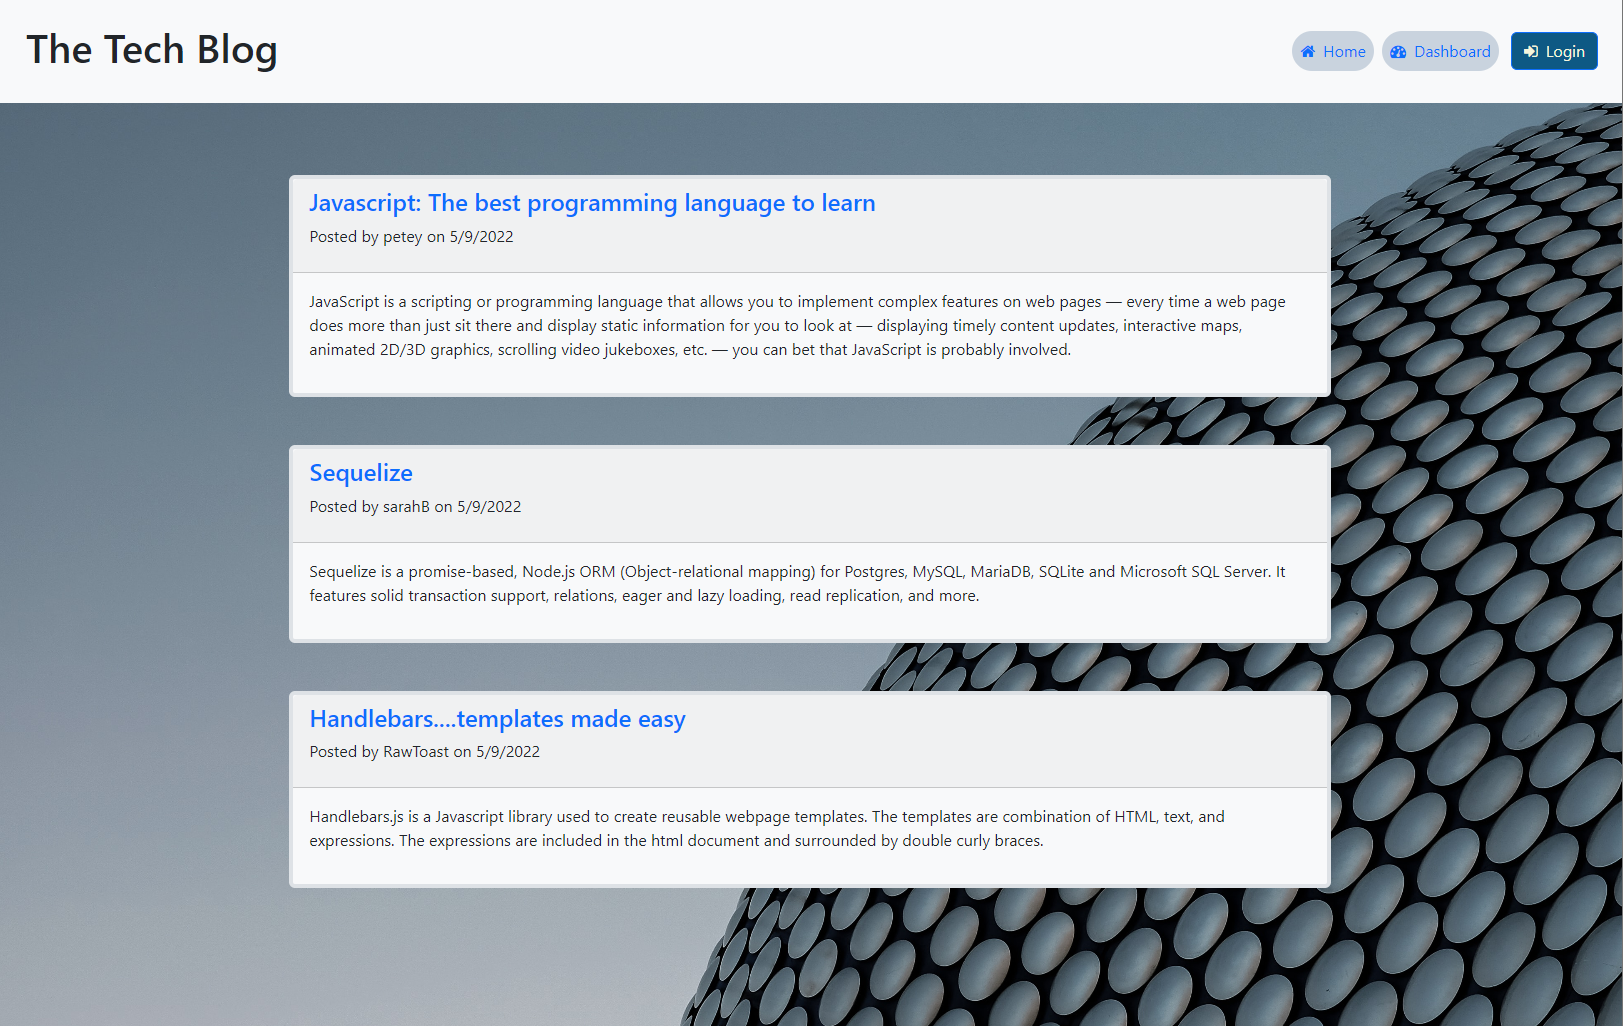 The Tech Blog
Home
Dashboard
Login
Javascript: The best programming language to learn
Posted by petey on 5/9/2022
JavaScript is a scripting or programming language that allows you to implement complex features on web pages — every time a web page
does more than just sit there and display static information for you to look at — displaying timely content updates, interactive maps,
animated 2D/3D graphics, scrolling video jukeboxes, etc. — you can bet that JavaScript is probably involved.
Sequelize
Posted by sarahB on 5/9/2022
Sequelize is a promise-based, Node.js ORM (Object-relational mapping) for Postgres, MySQL, MariaDB, SQLite and Microsoft SQL Server. It
features solid transaction support, relations, eager and lazy loading, read replication, and more.
Handlebars....templates made easy
Posted by RawToast on 5/9/2022
Handlebars.js is a Javascript library used to create reusable webpage templates. The templates are combination of HTML, text, and
expressions. The expressions are included in the html document and surrounded by double curly braces.